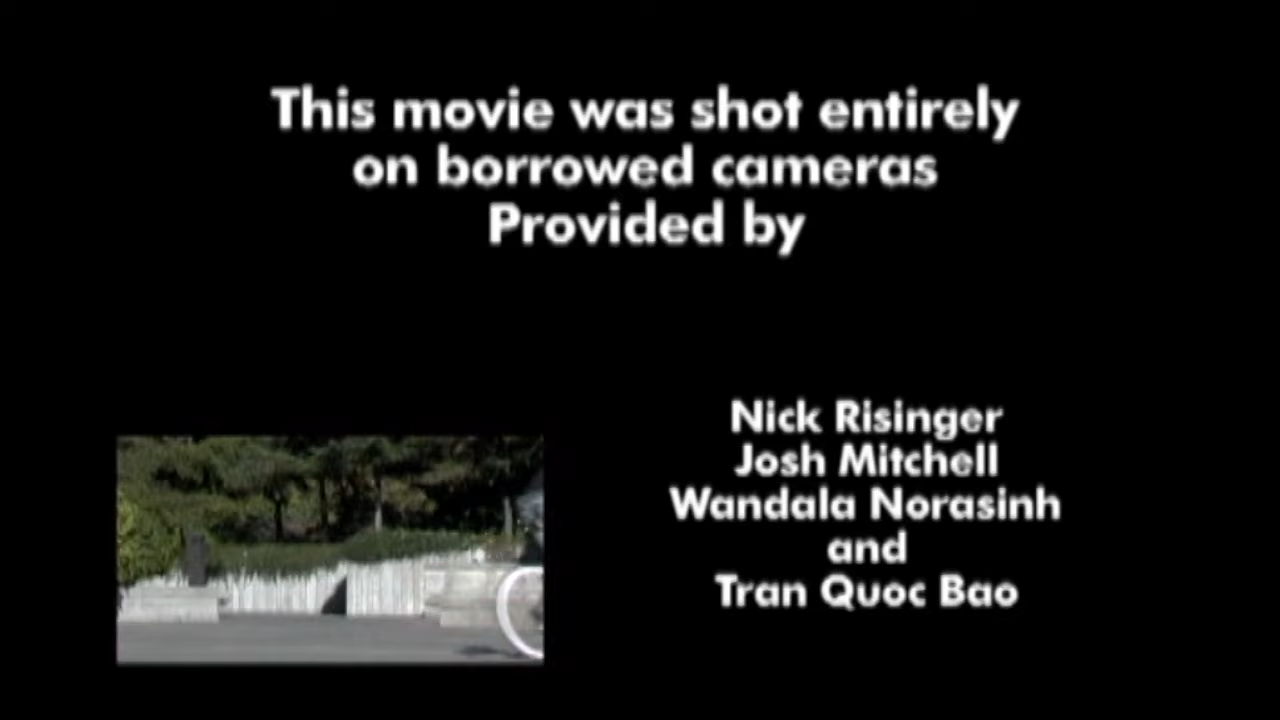 This movie was shot entirely
on borrowed cameras
Provided by
Nick Risinger
Josh Mitchell
Wandala Norasinh
and
Tran Quoc Bao